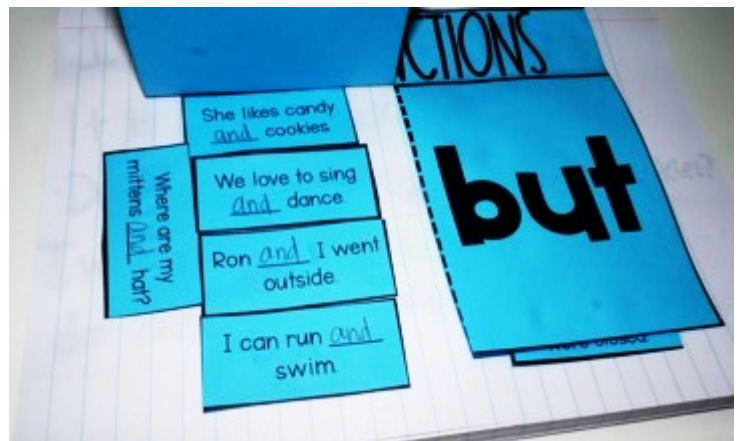 CTIONS
She likes candy
and cookies
We love to sing
and dance.
Where are my
mittens and hat?
Ron and I went
outside.
I can run and
swim.
but
closed.